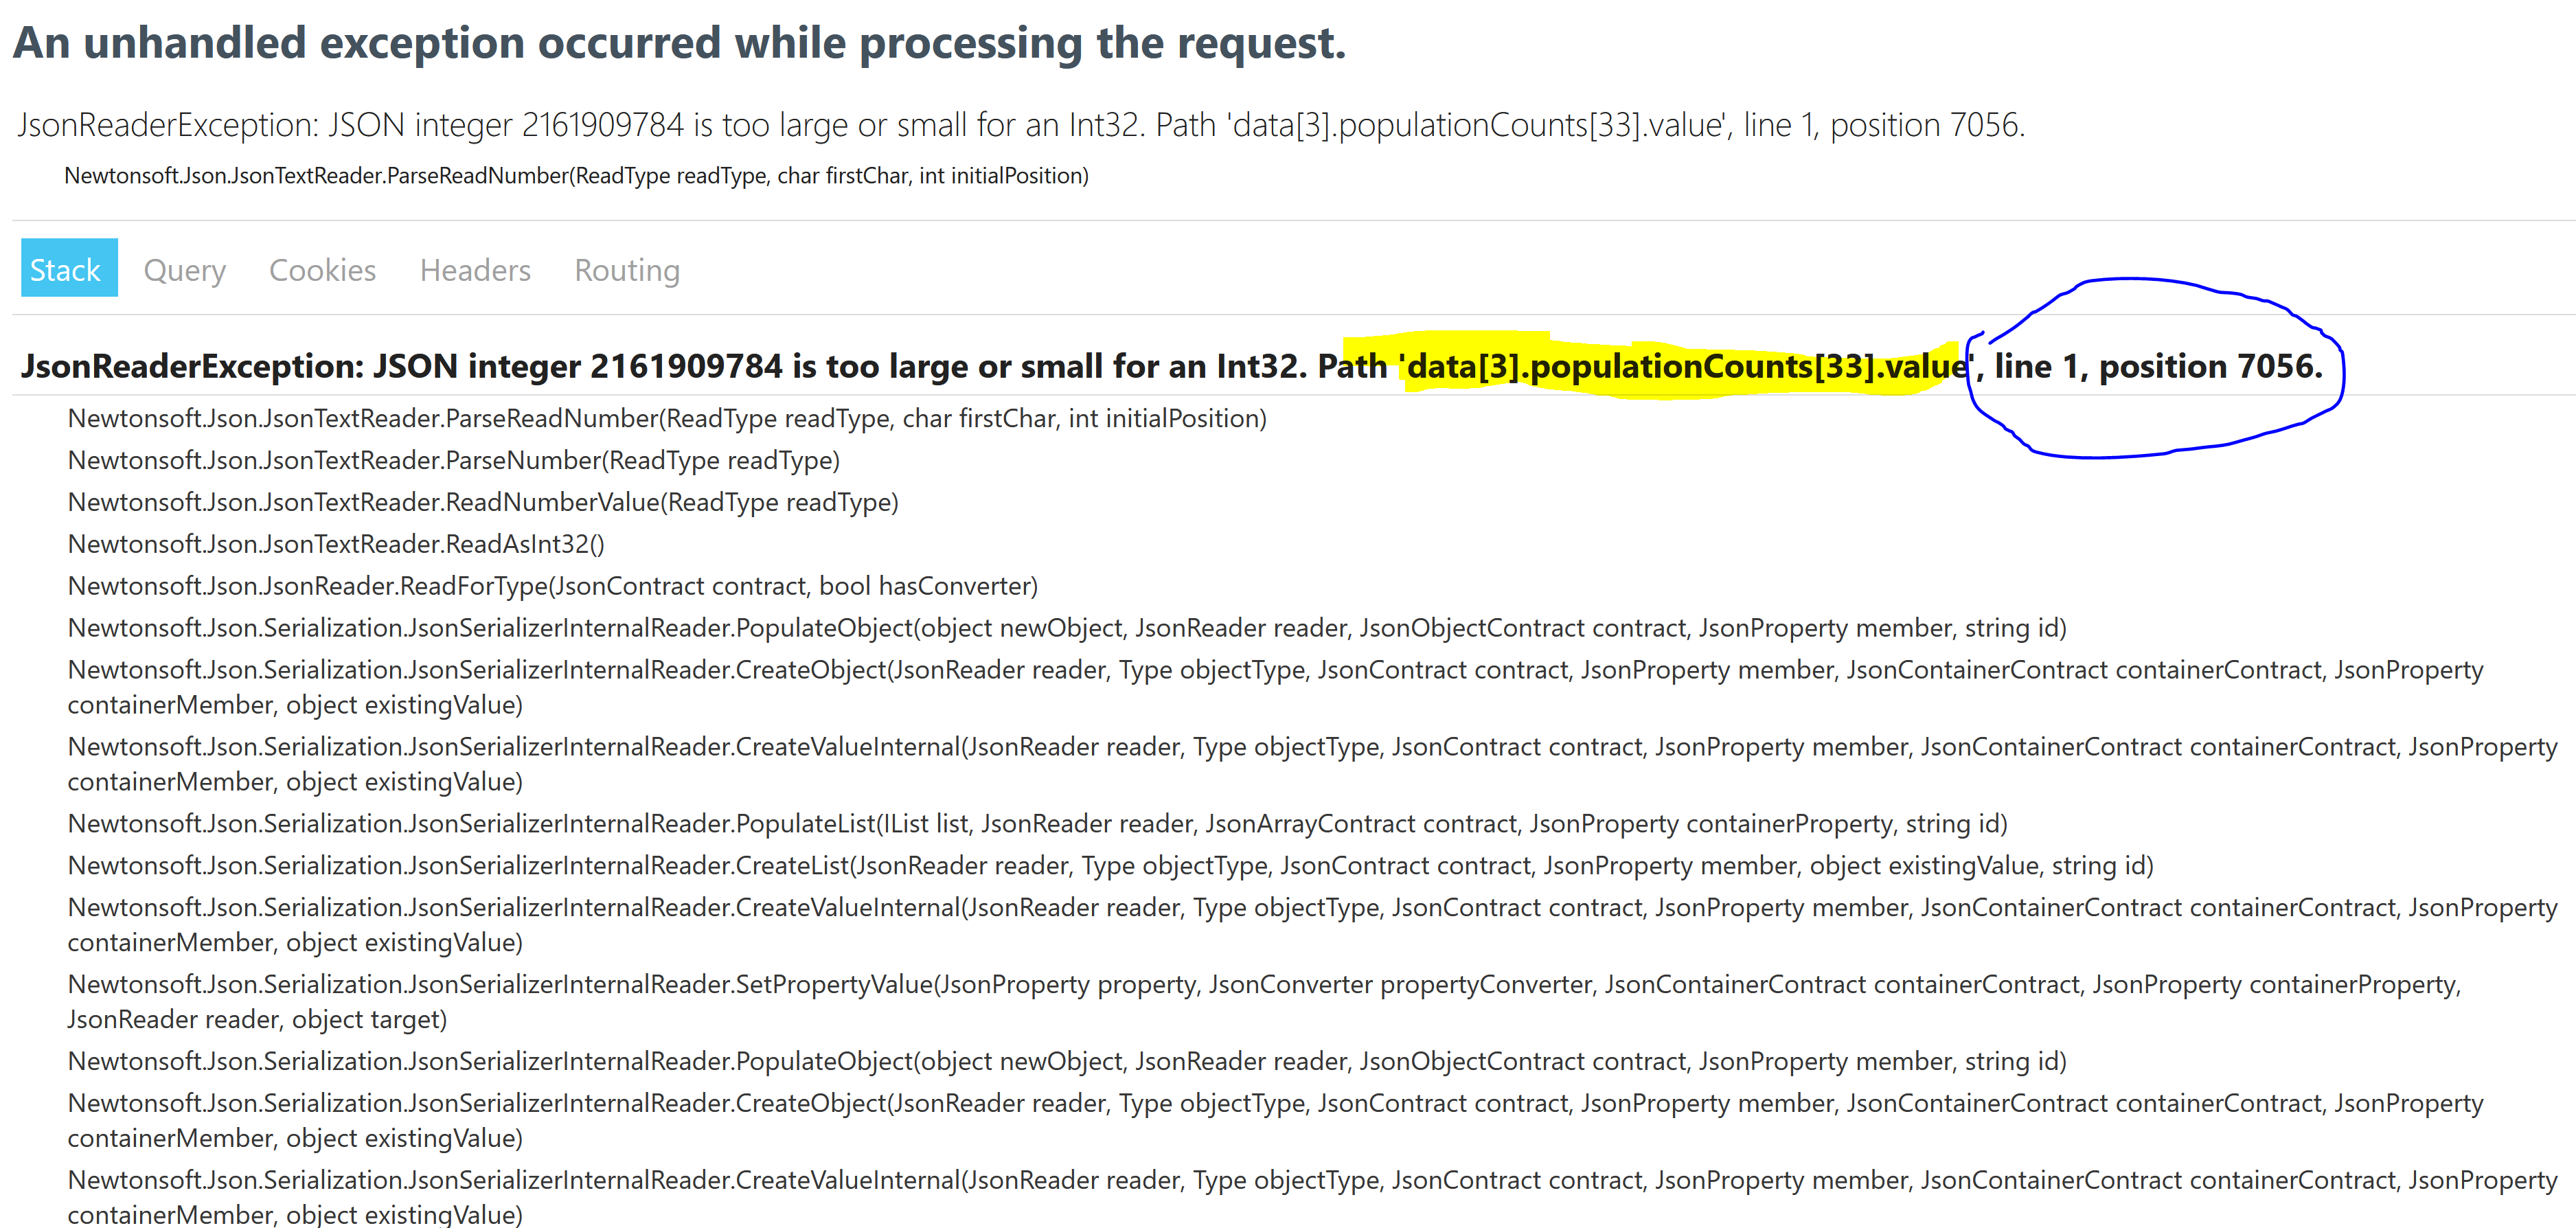 An unhandled exception occurred while processing the request.
JsonReaderException: JSON integer 2161909784 is too large or small for an Int32. Path 'data[3].populationCounts[33].value', line 1, position 7056.
Newtonsoft.Json.JsonTextReader.ParseReadNumber(ReadType readType, char firstChar, int initialPosition)
Stack Query Cookies Headers Routing
JsonReaderException: JSON integer 2161909784 is too large or small for an Int32. Path 'data[3].populationCounts[33].value', line 1, position 7056.
Newtonsoft.Json.JsonTextReader.ParseReadNumber(ReadType readType, char firstChar, int initialPosition)
Newtonsoft.Json.JsonTextReader.ParseNumber(ReadType readType)
Newtonsoft.Json.JsonTextReader.ReadNumberValue(ReadType readType)
Newtonsoft.Json.JsonTextReader.ReadAsInt32()
Newtonsoft.Json.JsonReader.ReadForType(JsonContract contract, bool hasConverter)
Newtonsoft.Json.Serialization.JsonSerializerInternalReader.PopulateObject(object newObject, JsonReader reader, JsonObjectContract contract, JsonProperty member, string id)
Newtonsoft.Json.Serialization.JsonSerializerInternalReader.CreateObject(JsonReader reader, Type objectType, JsonContract contract, JsonProperty member, JsonContainerContract containerContract, JsonProperty
containerMember, object existingValue)
Newtonsoft.Json.Serialization.JsonSerializerInternalReader.CreateValueInternal(JsonReader reader, Type objectType, JsonContract contract, JsonProperty member, JsonContainerContract containerContract, JsonProperty
containerMember, object existingValue)
Newtonsoft.Json.Serialization.JsonSerializerInternalReader.PopulateList(IList list, JsonReader reader, JsonArrayContract contract, JsonProperty containerProperty, string id)
Newtonsoft.Json.Serialization.JsonSerializerInternalReader.CreateList(JsonReader reader, Type objectType, JsonContract contract, JsonProperty member, object existingValue, string id)
Newtonsoft.Json.Serialization.JsonSerializerInternalReader.CreateValueInternal(JsonReader reader, Type objectType, JsonContract contract, JsonProperty member, JsonContainerContract containerContract, JsonProperty
containerMember, object existingValue)
Newtonsoft.Json.Serialization.JsonSerializerInternalReader.SetPropertyValue(JsonProperty property, JsonConverter propertyConverter, JsonContainerContract containerContract, JsonProperty containerProperty,
JsonReader reader, object target)
Newtonsoft.Json.Serialization.JsonSerializerInternalReader.PopulateObject(object newObject, JsonReader reader, JsonObjectContract contract, JsonProperty member, string id)
Newtonsoft.Json.Serialization.JsonSerializerInternalReader.CreateObject(JsonReader reader, Type objectType, JsonContract contract, JsonProperty member, JsonContainerContract containerContract, JsonProperty
containerMember, object existingValue)
Newtonsoft.Json.Serialization.JsonSerializerInternalReader.CreateValueInternal(JsonReader reader, Type objectType, JsonContract contract, JsonProperty member, JsonContainerContract containerContract, JsonProperty
containerMember, object existingValue)